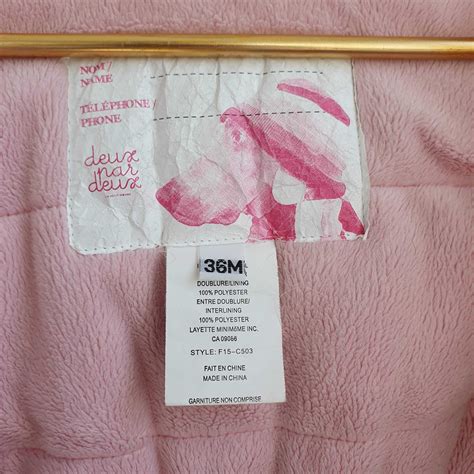 NOM/
NAME
TÉLÉPHONE/
PHONE
deux
par
deux
36M
DOUBLURE/LINING
100% POLYESTER
ENTRE DOUBLURE/
INTERLINING
100% POLYESTER
LAYETTE MINIMÔME INC.
CA 09086
STYLE: F15-C503
FAIT EN CHINE
MADE IN CHINA
GARNITURE NON COMPRISE